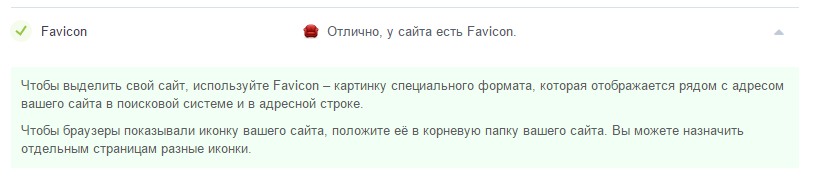 Favicon Отлично, у сайта есть Favicon.
Чтобы выделить свой сайт, используйте Favicon – картинку специального формата, которая отображается рядом с адресом
вашего сайта в поисковой системе и в адресной строке.
Чтобы браузеры показывали иконку вашего сайта, положите её в корневую папку вашего сайта. Вы можете назначить
отдельным страницам разные иконки.